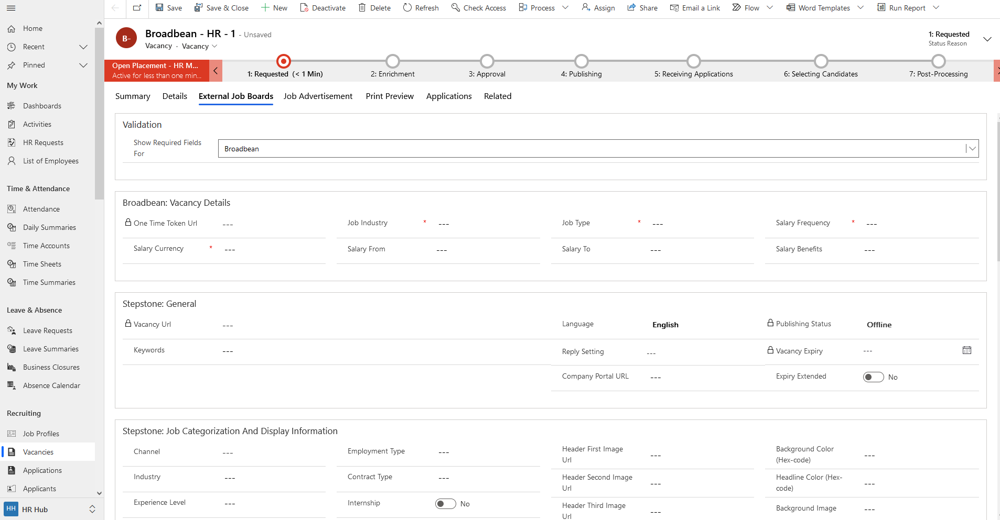 Save
Save & Close
New
Deactivate
Delete
Refresh
Check Access
Process
Assign
Share
Email a Link
Flow
Word Templates
Run Report
Home
Recent
Pinned
My Work
Dashboards
Activities
HR Requests
List of Employees
Time & Attendance
Attendance
Daily Summaries
Time Accounts
Time Sheets
Time Summaries
Leave & Absence
Leave Requests
Leave Summaries
Business Closures
Absence Calendar
Recruiting
Job Profiles
Vacancies
Applications
Applicants
HH HR Hub
B-
Broadbean - HR - 1 - Unsaved
Vacancy · Vacancy
1: Requested
Status Reason
Open Placement - HR M...
Active for less than one min...
1: Requested (< 1 Min)
2: Enrichment
3: Approval
4: Publishing
5: Receiving Applications
6: Selecting Candidates
7: Post-Processing
Summary
Details
External Job Boards
Job Advertisement
Print Preview
Applications
Related
Validation
Show Required Fields
For
Broadbean
Broadbean: Vacancy Details
One Time Token Url ---
Job Industry * ---
Job Type * ---
Salary Frequency * ---
Salary Currency * ---
Salary From ---
Salary To ---
Salary Benefits ---
Stepstone: General
Vacancy Url ---
Language English
Publishing Status Offline
Keywords ---
Reply Setting ---
Vacancy Expiry ---
Company Portal URL ---
Expiry Extended No
Stepstone: Job Categorization And Display Information
Channel ---
Employment Type ---
Header First Image
Url ---
Background Color
(Hex-code) ---
Industry ---
Contract Type ---
Header Second Image
Url ---
Headline Color (Hex-
code) ---
Experience Level ---
Internship No
Header Third Image
Url ---
Background Image ---